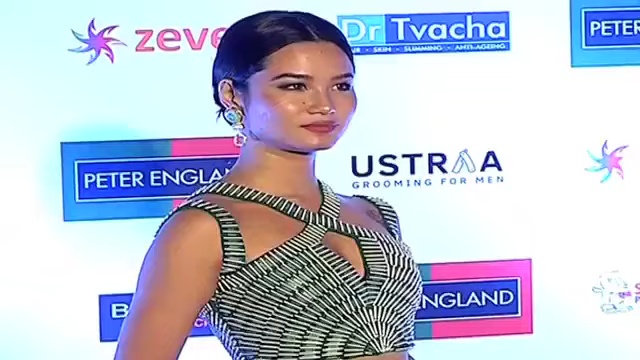 zeve
Dr Tvacha
SKIN • SLIMMING • ANTI-AGEING
PETER
PETER ENGLAND
USTRAA
GROOMING FOR MEN
ENGLAND